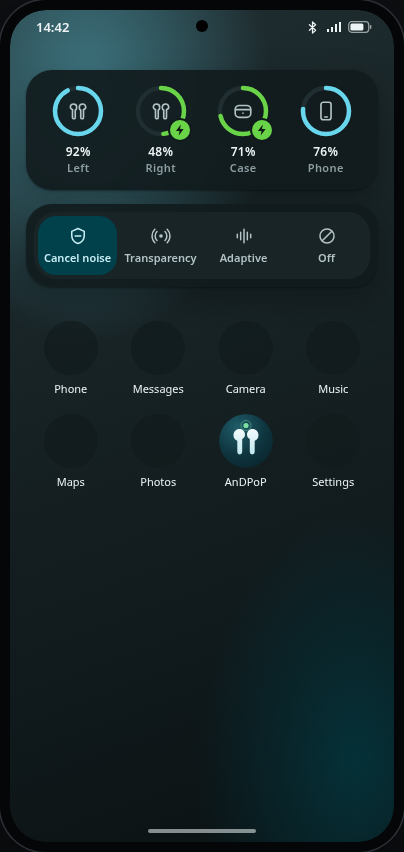 14:42
92% 48% 71% 76%
Left Right Case Phone
Cancel noise Transparency Adaptive Off
Phone Messages Camera Music
Maps Photos AnDPoP Settings